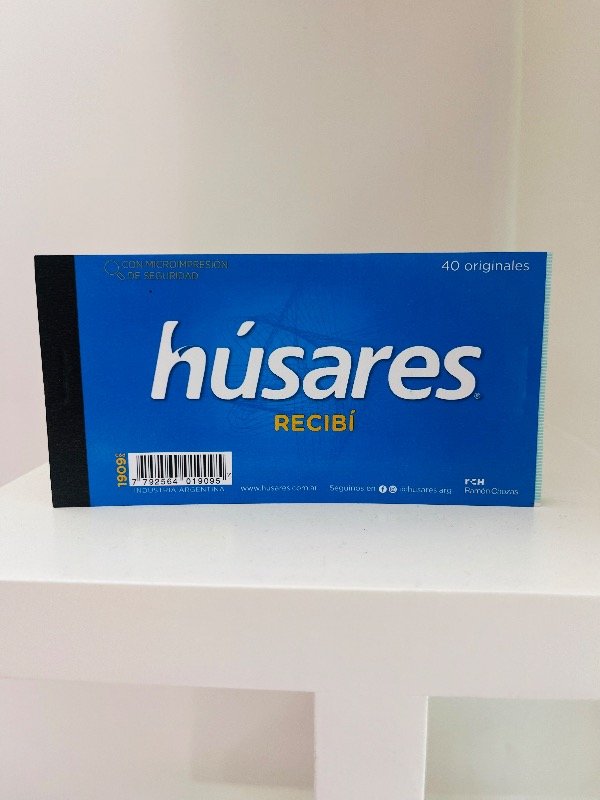 CON MICROIMPRESIÓN
DE SEGURIDAD
40 originales
húsares
RECIBÍ
1909
7 792564 019095
INDUSTRIA ARGENTINA
www.husares.com.ar
Seguinos en
husares.arg
Ramón Chozas